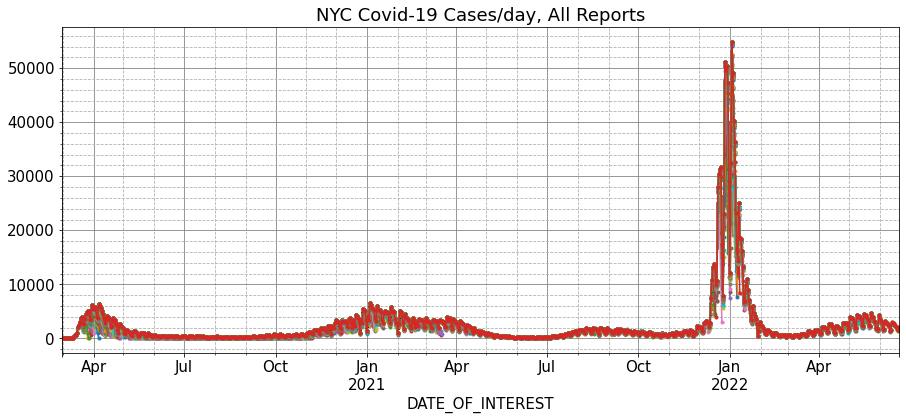 NYC Covid-19 Cases/day, All Reports
50000
40000
30000
20000
10000
0
Apr Jul Oct Jan Apr Jul Oct Jan Apr
2021 2022
DATE_OF_INTEREST